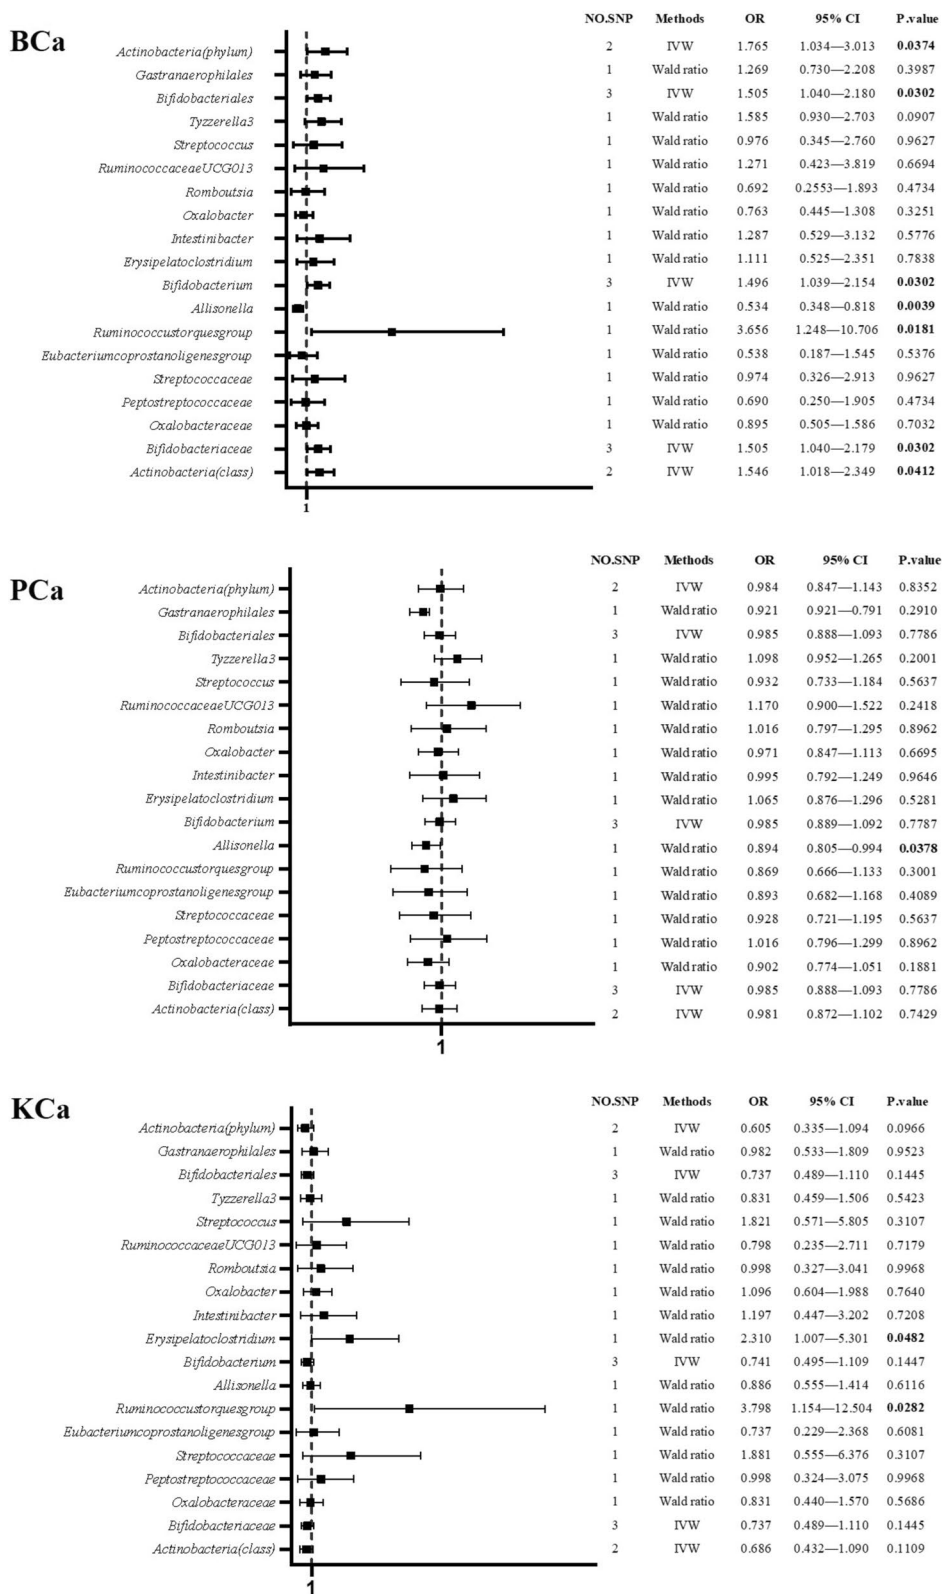 BCa
NO.SNP Methods OR 95% CI P.value
Actinobacteria(phylum) 2 IVW 1.765 1.034—3.013 0.0374
Gastranaerophilales 1 Wald ratio 1.269 0.730—2.208 0.3987
Bifidobacteriales 3 IVW 1.505 1.040—2.180 0.0302
Tyzzerella3 1 Wald ratio 1.585 0.930—2.703 0.0907
Streptococcus 1 Wald ratio 0.976 0.345—2.760 0.9627
RuminococcaceaeUCG013 1 Wald ratio 1.271 0.423—3.819 0.6694
Romboutsia 1 Wald ratio 0.692 0.2553—1.893 0.4734
Oxalobacter 1 Wald ratio 0.763 0.445—1.308 0.3251
Intestinibacter 1 Wald ratio 1.287 0.529—3.132 0.5776
Erysipelatoclostridium 1 Wald ratio 1.111 0.525—2.351 0.7838
Bifidobacterium 3 IVW 1.496 1.039—2.154 0.0302
Allisonella 1 Wald ratio 0.534 0.348—0.818 0.0039
Ruminococcustorquesgroup 1 Wald ratio 3.656 1.248—10.706 0.0181
Eubacteriumcoprostanoligenesgroup 1 Wald ratio 0.538 0.187—1.545 0.5376
Streptococcaceae 1 Wald ratio 0.974 0.326—2.913 0.9627
Peptostreptococcaceae 1 Wald ratio 0.690 0.250—1.905 0.4734
Oxalobacteraceae 1 Wald ratio 0.895 0.505—1.586 0.7032
Bifidobacteriaceae 3 IVW 1.505 1.040—2.179 0.0302
Actinobacteria(class) 2 IVW 1.546 1.018—2.349 0.0412
1
PCa
NO.SNP Methods OR 95% CI P.value
Actinobacteria(phylum) 2 IVW 0.984 0.847—1.143 0.8352
Gastranaerophilales 1 Wald ratio 0.921 0.921—0.791 0.2910
Bifidobacteriales 3 IVW 0.985 0.888—1.093 0.7786
Tyzzerella3 1 Wald ratio 1.098 0.952—1.265 0.2001
Streptococcus 1 Wald ratio 0.932 0.733—1.184 0.5637
RuminococcaceaeUCG013 1 Wald ratio 1.170 0.900—1.522 0.2418
Romboutsia 1 Wald ratio 1.016 0.797—1.295 0.8962
Oxalobacter 1 Wald ratio 0.971 0.847—1.113 0.6695
Intestinibacter 1 Wald ratio 0.995 0.792—1.249 0.9646
Erysipelatoclostridium 1 Wald ratio 1.065 0.876—1.296 0.5281
Bifidobacterium 3 IVW 0.985 0.889—1.092 0.7787
Allisonella 1 Wald ratio 0.894 0.805—0.994 0.0378
Ruminococcustorquesgroup 1 Wald ratio 0.869 0.666—1.133 0.3001
Eubacteriumcoprostanoligenesgroup 1 Wald ratio 0.893 0.682—1.168 0.4089
Streptococcaceae 1 Wald ratio 0.928 0.721—1.195 0.5637
Peptostreptococcaceae 1 Wald ratio 1.016 0.796—1.299 0.8962
Oxalobacteraceae 1 Wald ratio 0.902 0.774—1.051 0.1881
Bifidobacteriaceae 3 IVW 0.985 0.888—1.093 0.7786
Actinobacteria(class) 2 IVW 0.981 0.872—1.102 0.7429
1
KCa
NO.SNP Methods OR 95% CI P.value
Actinobacteria(phylum) 2 IVW 0.605 0.335—1.094 0.0966
Gastranaerophilales 1 Wald ratio 0.982 0.533—1.809 0.9523
Bifidobacteriales 3 IVW 0.737 0.489—1.110 0.1445
Tyzzerella3 1 Wald ratio 0.831 0.459—1.506 0.5423
Streptococcus 1 Wald ratio 1.821 0.571—5.805 0.3107
RuminococcaceaeUCG013 1 Wald ratio 0.798 0.235—2.711 0.7179
Romboutsia 1 Wald ratio 0.998 0.327—3.041 0.9968
Oxalobacter 1 Wald ratio 1.096 0.604—1.988 0.7640
Intestinibacter 1 Wald ratio 1.197 0.447—3.202 0.7208
Erysipelatoclostridium 1 Wald ratio 2.310 1.007—5.301 0.0482
Bifidobacterium 3 IVW 0.741 0.495—1.109 0.1447
Allisonella 1 Wald ratio 0.886 0.555—1.414 0.6116
Ruminococcustorquesgroup 1 Wald ratio 3.798 1.154—12.504 0.0282
Eubacteriumcoprostanoligenesgroup 1 Wald ratio 0.737 0.229—2.368 0.6081
Streptococcaceae 1 Wald ratio 1.881 0.555—6.376 0.3107
Peptostreptococcaceae 1 Wald ratio 0.998 0.324—3.075 0.9968
Oxalobacteraceae 1 Wald ratio 0.831 0.440—1.570 0.5686
Bifidobacteriaceae 3 IVW 0.737 0.489—1.110 0.1445
Actinobacteria(class) 2 IVW 0.686 0.432—1.090 0.1109
1